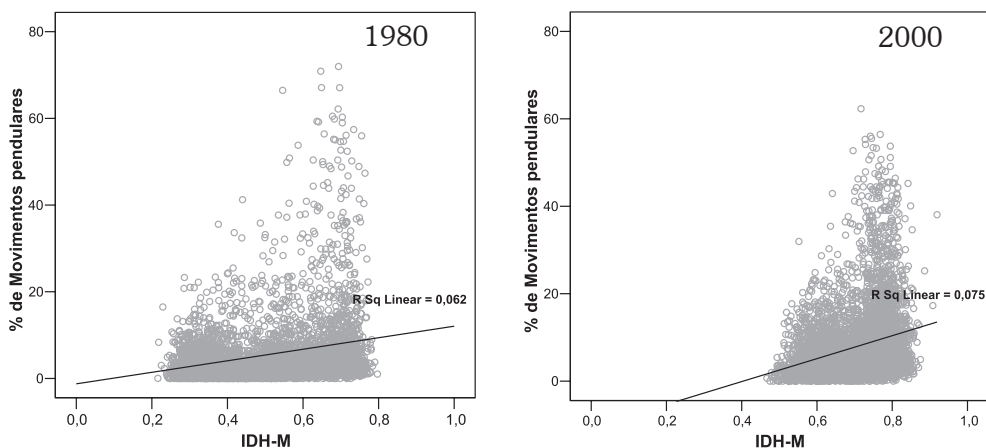 1980
% de Movimentos pendulares
80
60
40
20
0
R Sq Linear = 0,062
0,0 0,2 0,4 0,6 0,8 1,0
IDH-M
2000
% de Movimentos pendulares
80
60
40
20
0
R Sq Linear = 0,075
0,0 0,2 0,4 0,6 0,8 1,0
IDH-M